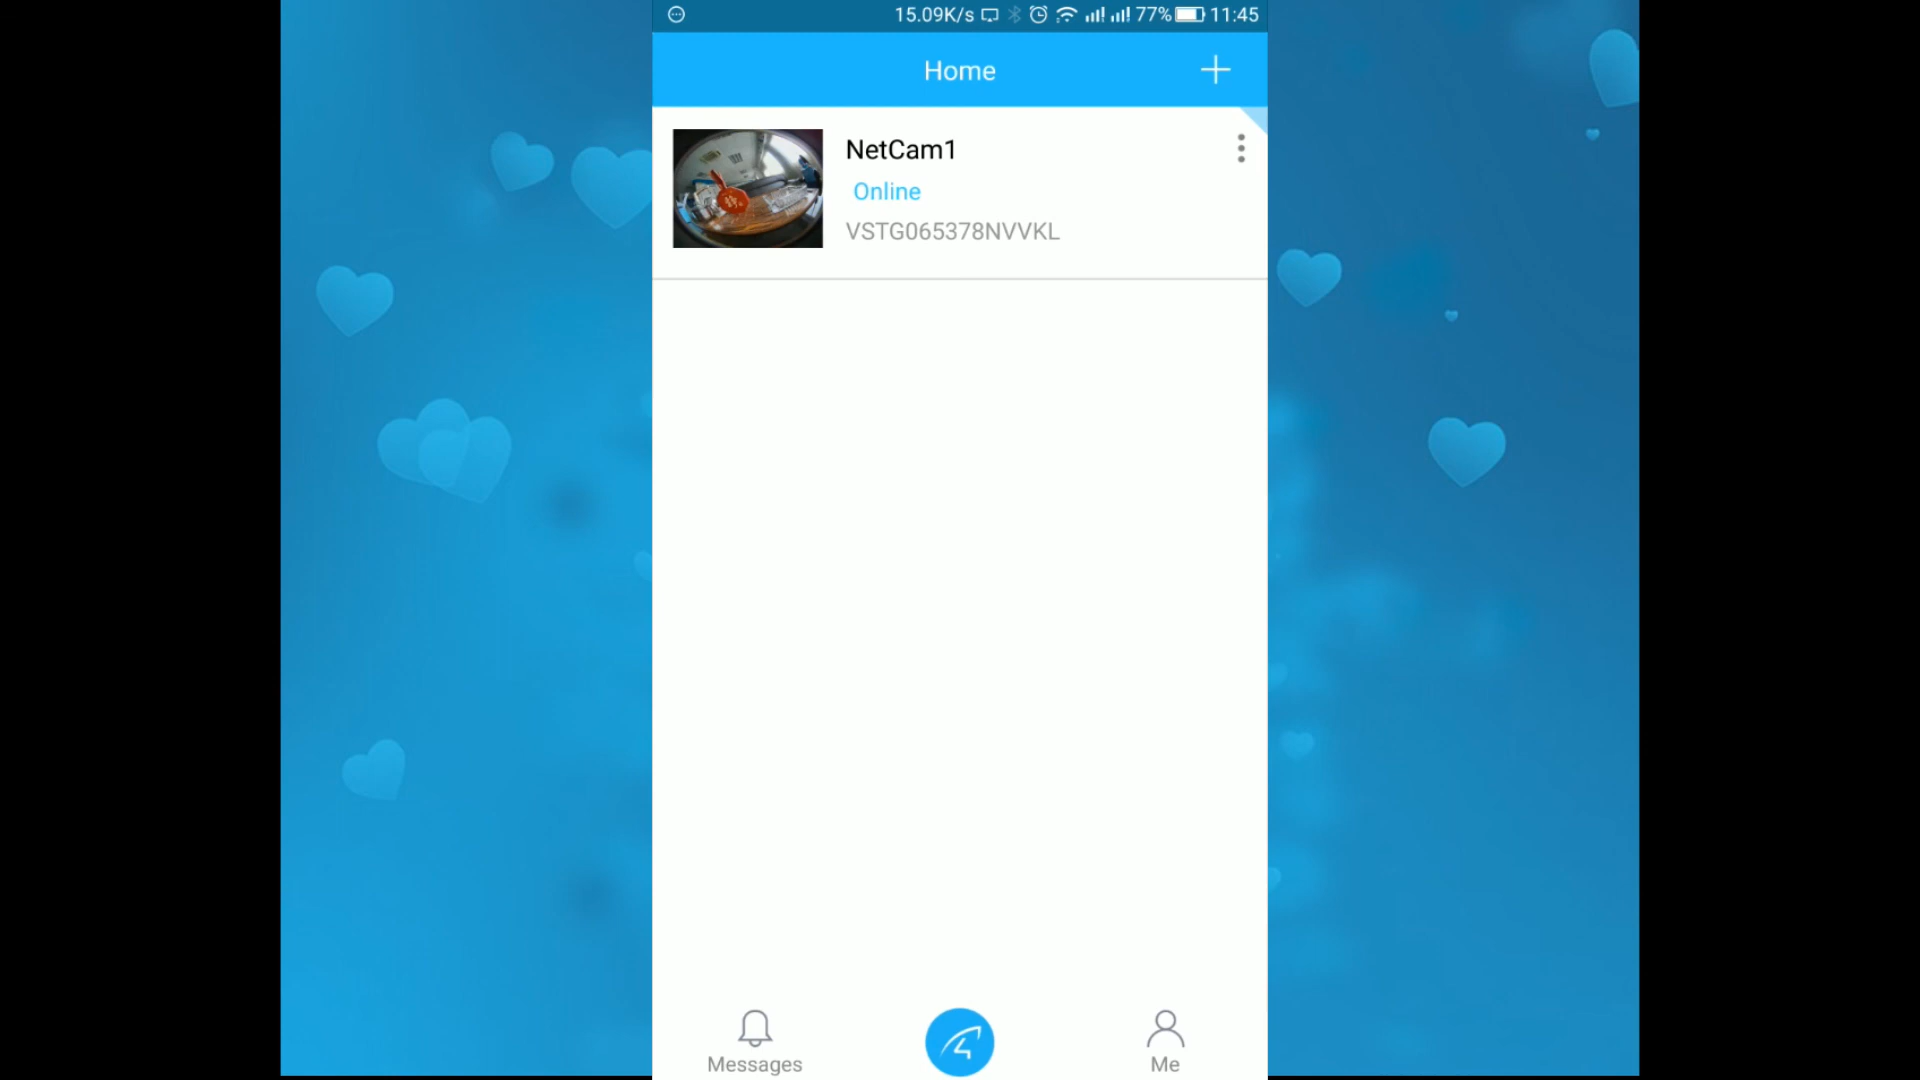 15.09K/s 77% 11:45
Home
NetCam1
Online
VSTG065378NVVKL
Messages
Me